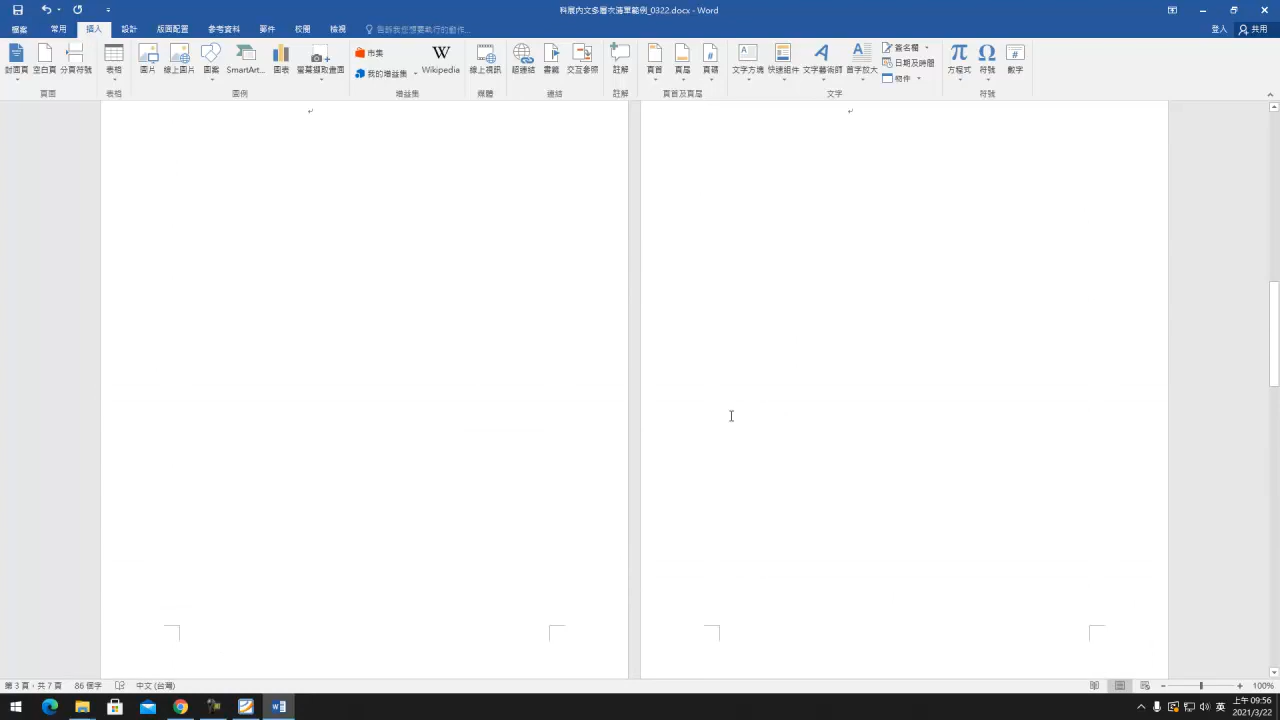 科展內文多層次清單範例_0322.docx - Word
檔案 常用 插入 設計 版面配置 參考資料 郵件 校閱 檢視 告訴我您想要執行的動作... 登入 共用
封面頁 空白頁 分頁符號 表格 圖片 線上圖片 圖案 SmartArt... 圖表 螢幕擷取畫面 市集 我的增益集 Wikipedia 線上視訊 超連結 書籤 交互參照 註解 頁首 頁尾 頁碼 文字方塊 快速組件 文字藝術師 首字放大 簽名欄 日期及時間 物件 方程式 符號 數字
頁面 表格 圖例 增益集 媒體 連結 註解 頁首及頁尾 文字 符號
第 3 頁，共 7 頁 86 個字 中文 (台灣) 100%
英 上午 09:56
2021/3/22